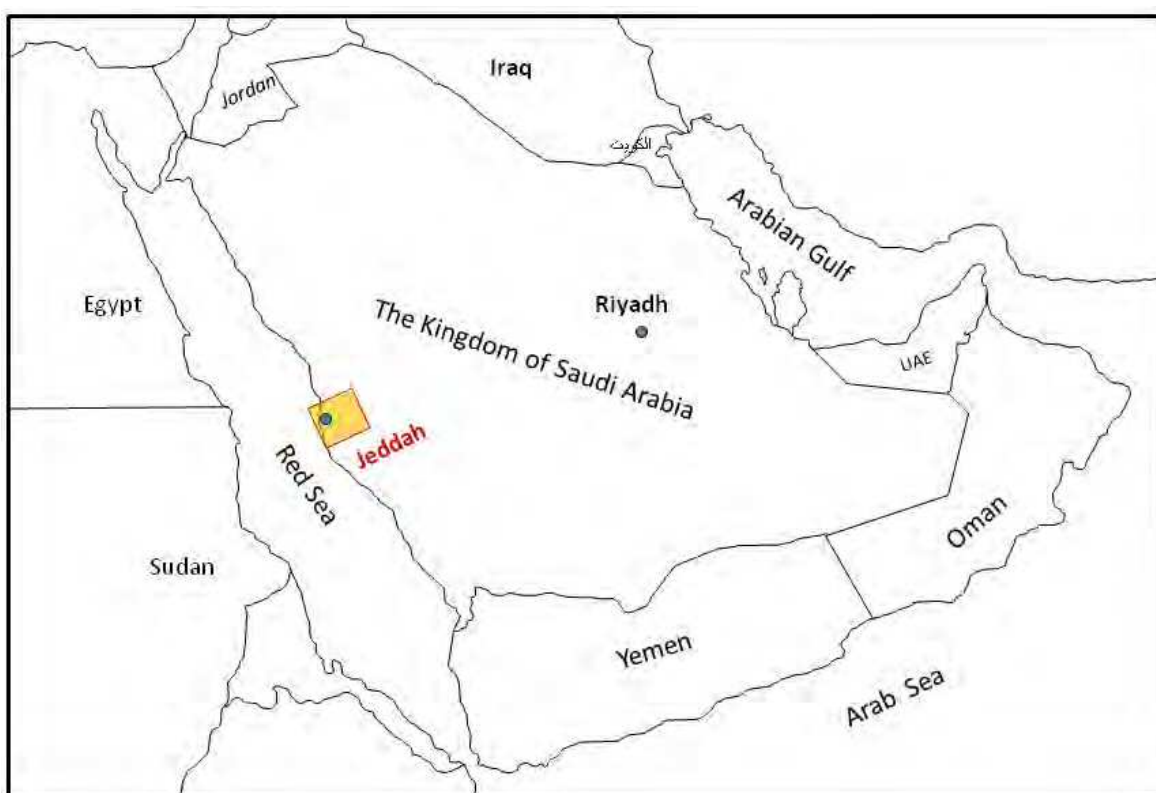 Iraq
Jordan
الكويت
Arabian Gulf
Egypt
Riyadh
The Kingdom of Saudi Arabia
UAE
Jeddah
Red Sea
Oman
Sudan
Yemen
Arab Sea